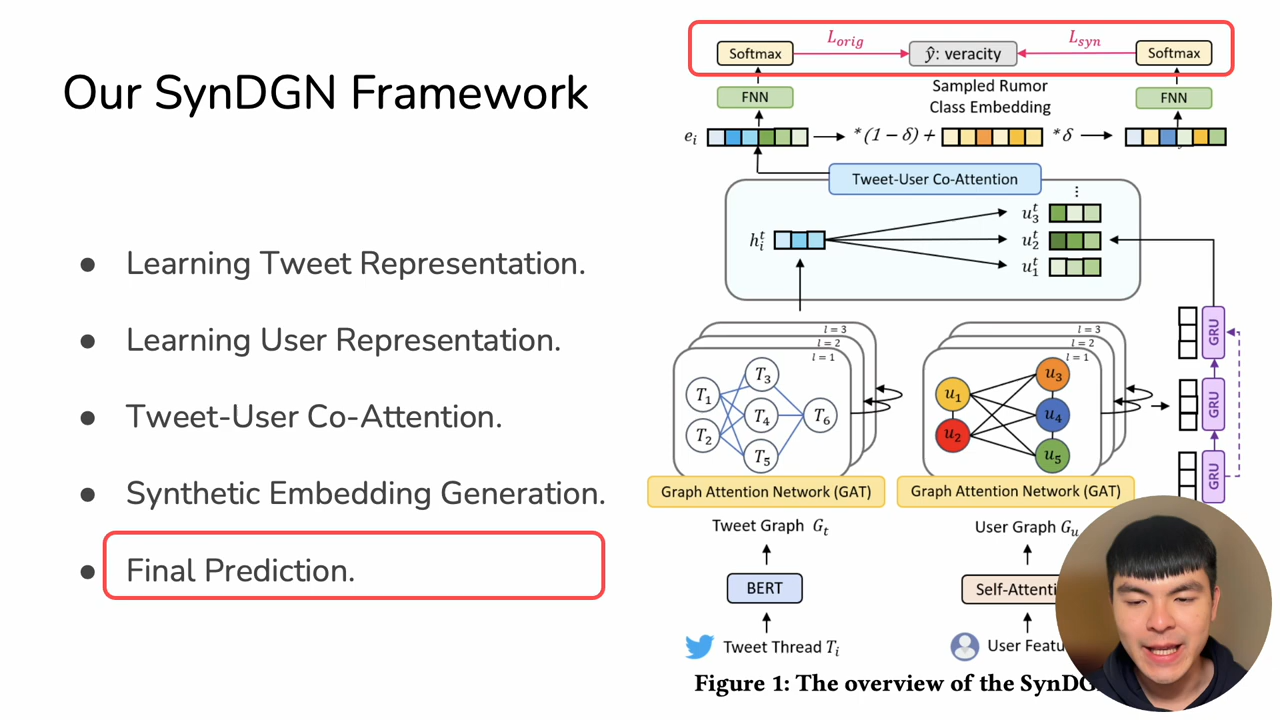 Our SynDGN Framework
● Learning Tweet Representation.
● Learning User Representation.
● Tweet-User Co-Attention.
● Synthetic Embedding Generation.
● Final Prediction.
Softmax
L_orig
ŷ: veracity
L_syn
Softmax
FNN
Sampled Rumor
Class Embedding
FNN
e_i
*(1 − δ) +
*δ
Tweet-User Co-Attention
⋮
h_i^t
u_3^t
u_2^t
u_1^t
l = 3
l = 2
l = 1
T_1
T_2
T_3
T_4
T_5
T_6
l = 3
l = 2
l = 1
u_1
u_2
u_3
u_4
u_5
GRU
GRU
GRU
Graph Attention Network (GAT)
Graph Attention Network (GAT)
Tweet Graph G_t
User Graph G_u
BERT
Tweet Thread T_i
User
Figure 1: The overview of the